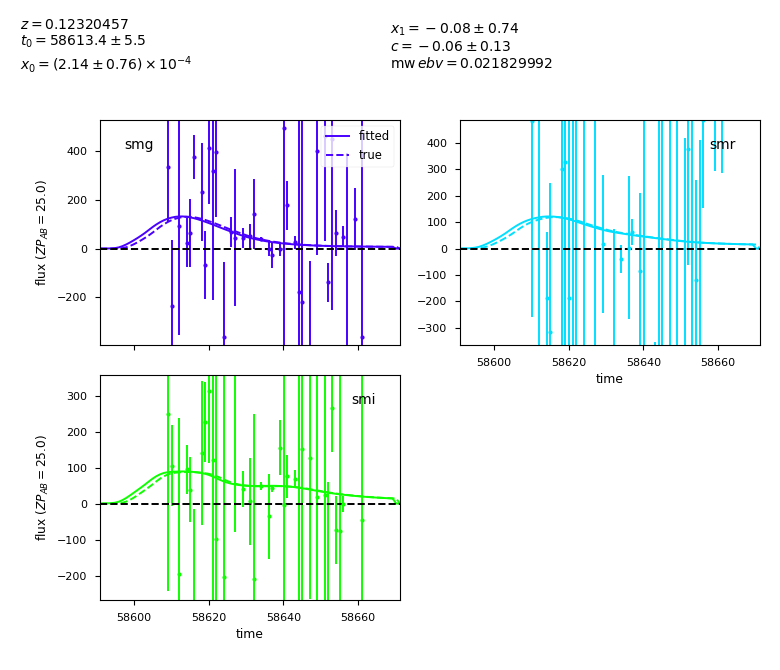 z = 0.12320457
t₀ = 58613.4 ± 5.5
x₀ = (2.14 ± 0.76) × 10⁻⁴
x₁ = −0.08 ± 0.74
c = −0.06 ± 0.13
mw ebv = 0.021829992
smg
fitted
true
400
200
0
−200
flux (ZP_AB = 25.0)
smr
400
300
200
100
0
−100
−200
−300
58600 58620 58640 58660
time
smi
300
200
100
0
−100
−200
flux (ZP_AB = 25.0)
58600 58620 58640 58660
time